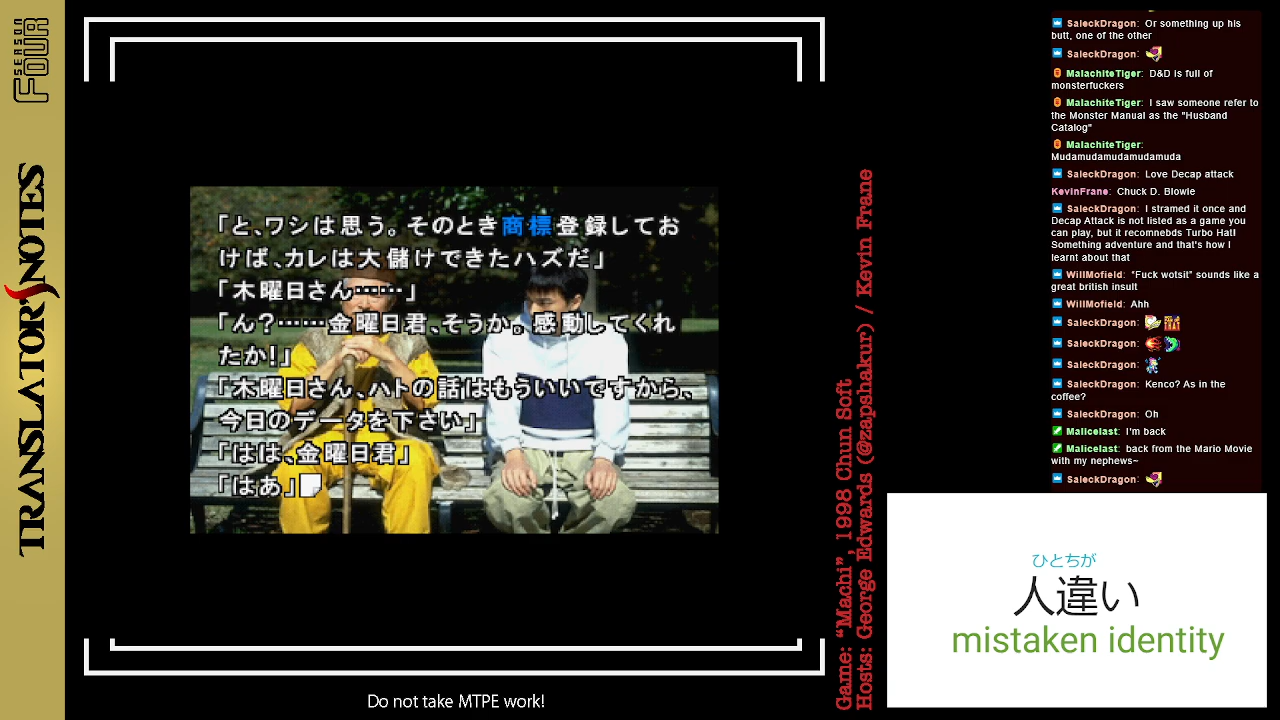 SEASON
FOUR
TRANSLATOR'S NOTES
「と、ワシは思う。そのとき商標登録してお
けば、カレは大儲けできたハズだ」
「木曜日さん……」
「ん?……金曜日君、そうか。感動してくれ
たか!」
「木曜日さん、ハトの話はもういいですから、
今日のデータを下さい」
「はは、金曜日君」
「はあ」
Do not take MTPE work!
Game: "Machi", 1998 Chun Soft
Hosts: George Edwards (@zapshakur) / Kevin Frane
SaleckDragon: Or something up his
butt, one of the other
SaleckDragon:
MalachiteTiger: D&D is full of
monsterfuckers
MalachiteTiger: I saw someone refer to
the Monster Manual as the "Husband
Catalog"
MalachiteTiger:
Mudamudamudamudamuda
SaleckDragon: Love Decap attack
KevinFrane: Chuck D. Blowie
SaleckDragon: I stramed it once and
Decap Attack is not listed as a game you
can play, but it recomnebds Turbo Hat!
Something adventure and that's how I
learnt about that
WillMofield: "Fuck wotsit" sounds like a
great british insult
WillMofield: Ahh
SaleckDragon:
SaleckDragon:
SaleckDragon:
SaleckDragon: Kenco? As in the
coffee?
SaleckDragon: Oh
Malicelast: I'm back
Malicelast: back from the Mario Movie
with my nephews~
SaleckDragon:
ひとちが
人違い
mistaken identity